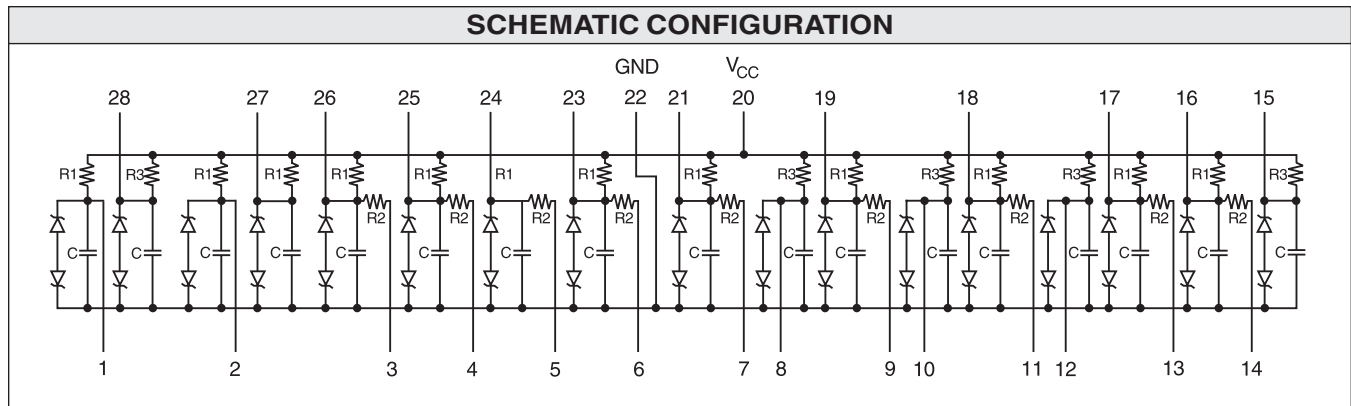 SCHEMATIC CONFIGURATION
GND VCC
28 27 26 25 24 23 22 21 20 19 18 17 16 15
R1 R3 R1 R1 R1 R1 R1 R1 R1 R3 R1 R3 R1 R3 R1 R1 R3
R2 R2 R2 R2 R2 R2 R2 R2 R2
C C C C C C C C C C C C C C C C C
1 2 3 4 5 6 7 8 9 10 11 12 13 14